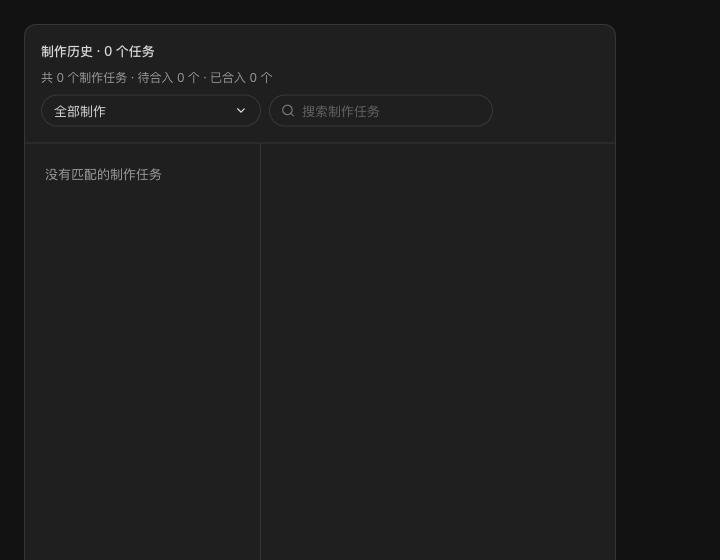 制作历史 · 0 个任务
共 0 个制作任务 · 待合入 0 个 · 已合入 0 个
全部制作
搜索制作任务
没有匹配的制作任务